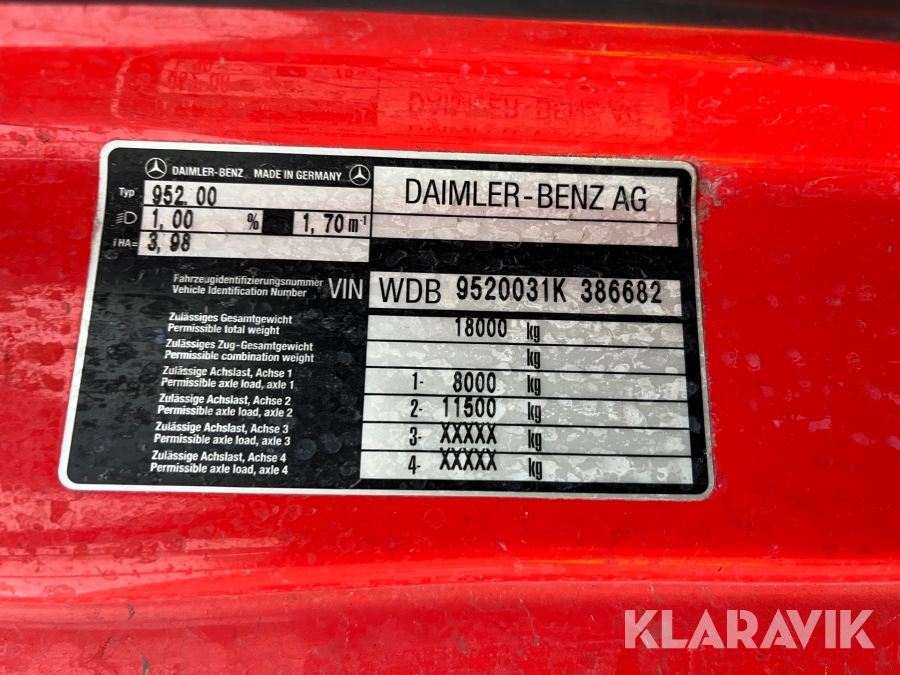 DAIMLER-BENZ MADE IN GERMANY
DAIMLER-BENZ AG
Typ 952.00
1,00 % 1,70 m-1
iHA= 3,98
Fahrzeugidentifizierungsnummer
Vehicle Identification Number
VIN WDB 9520031K 386682
Zulässiges Gesamtgewicht
Permissible total weight
18000 kg
Zulässiges Zug-Gesamtgewicht
Permissible combination weight
kg
Zulässige Achslast, Achse 1
Permissible axle load, axle 1
1- 8000 kg
Zulässige Achslast, Achse 2
Permissible axle load, axle 2
2- 11500 kg
Zulässige Achslast, Achse 3
Permissible axle load, axle 3
3- XXXXX kg
Zulässige Achslast, Achse 4
Permissible axle load, axle 4
4- XXXXX kg
KLARAVIK